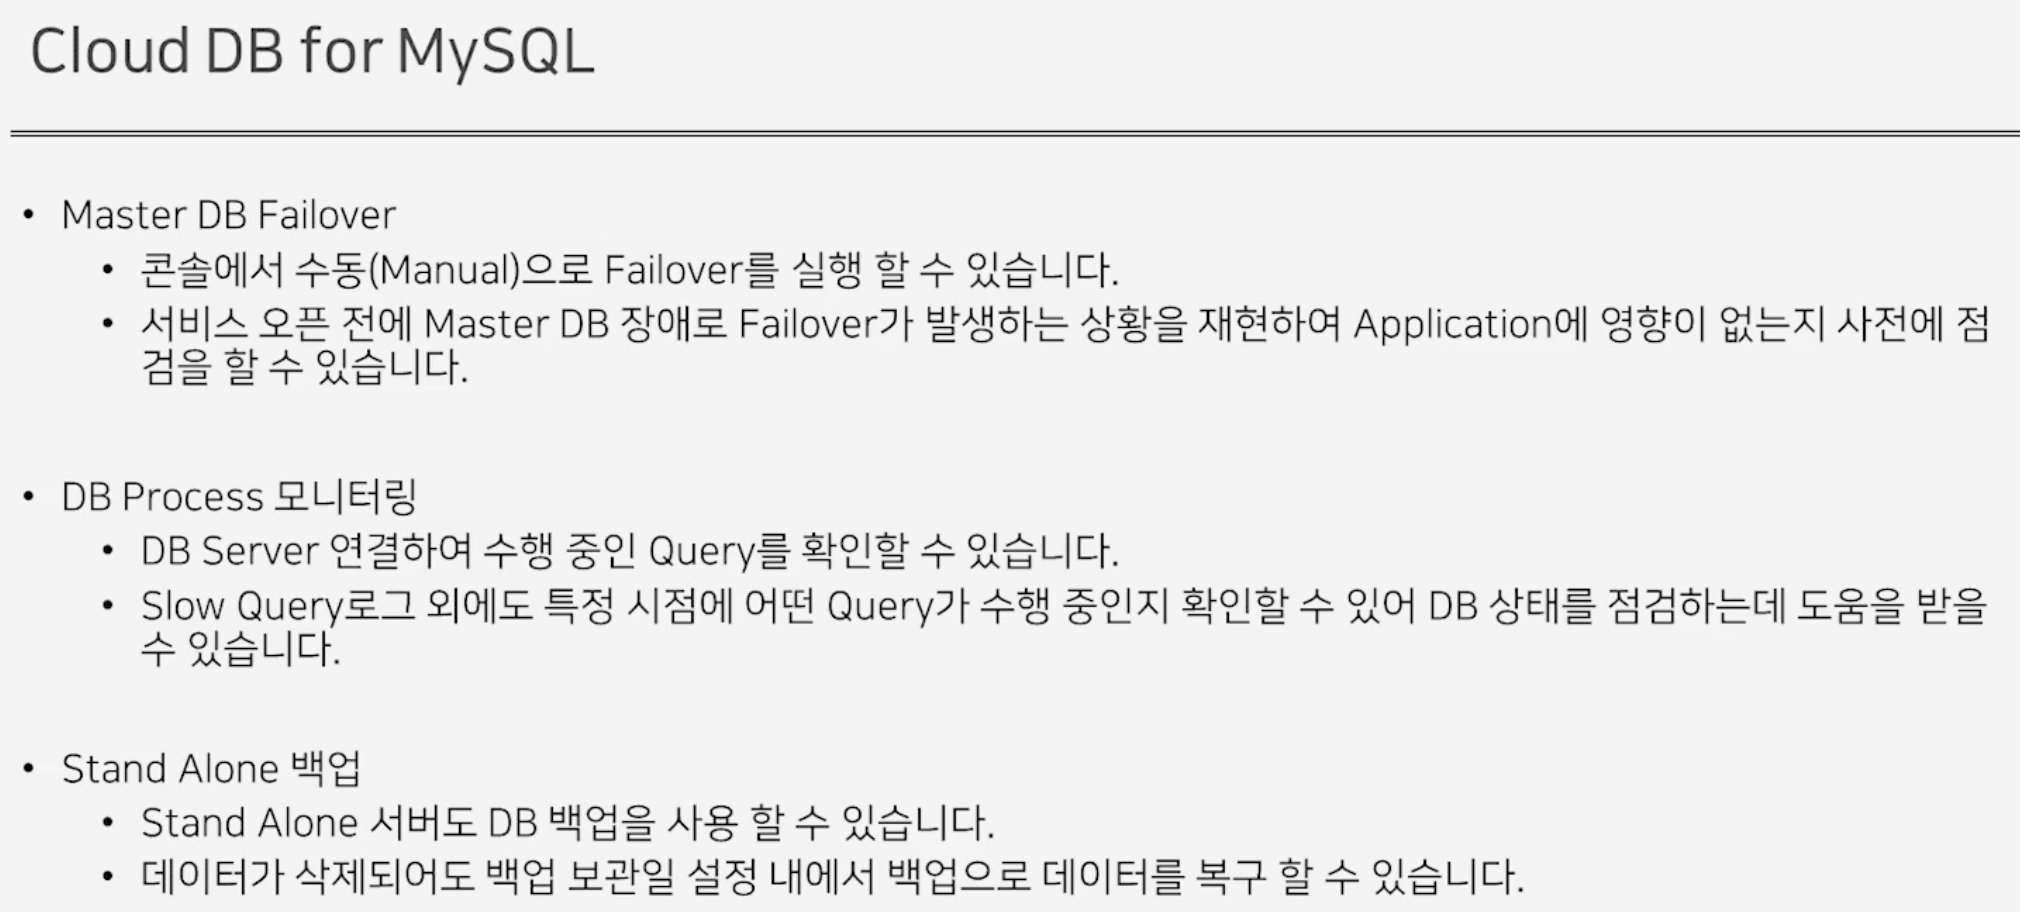 Cloud DB for MySQL
• Master DB Failover
• 콘솔에서 수동(Manual)으로 Failover를 실행 할 수 있습니다.
• 서비스 오픈 전에 Master DB 장애로 Failover가 발생하는 상황을 재현하여 Application에 영향이 없는지 사전에 점
검을 할 수 있습니다.
• DB Process 모니터링
• DB Server 연결하여 수행 중인 Query를 확인할 수 있습니다.
• Slow Query로그 외에도 특정 시점에 어떤 Query가 수행 중인지 확인할 수 있어 DB 상태를 점검하는데 도움을 받을
수 있습니다.
• Stand Alone 백업
• Stand Alone 서버도 DB 백업을 사용 할 수 있습니다.
• 데이터가 삭제되어도 백업 보관일 설정 내에서 백업으로 데이터를 복구 할 수 있습니다.